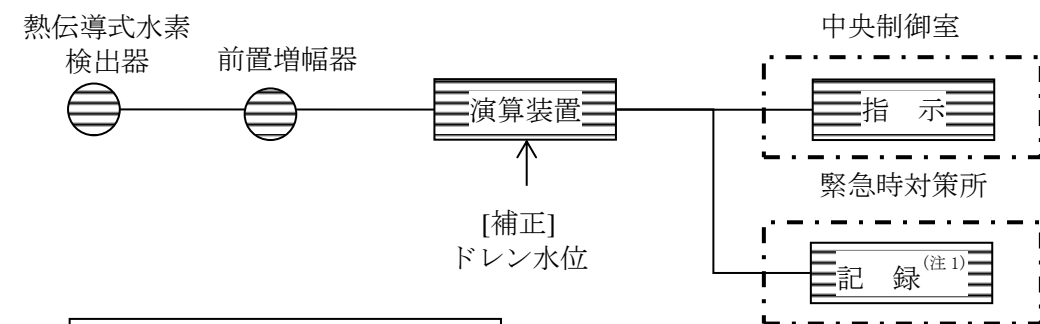 熱伝導式水素
検出器
前置増幅器
演算装置
[補正]
ドレン水位
中央制御室
指 示
緊急時対策所
記 録(注1)